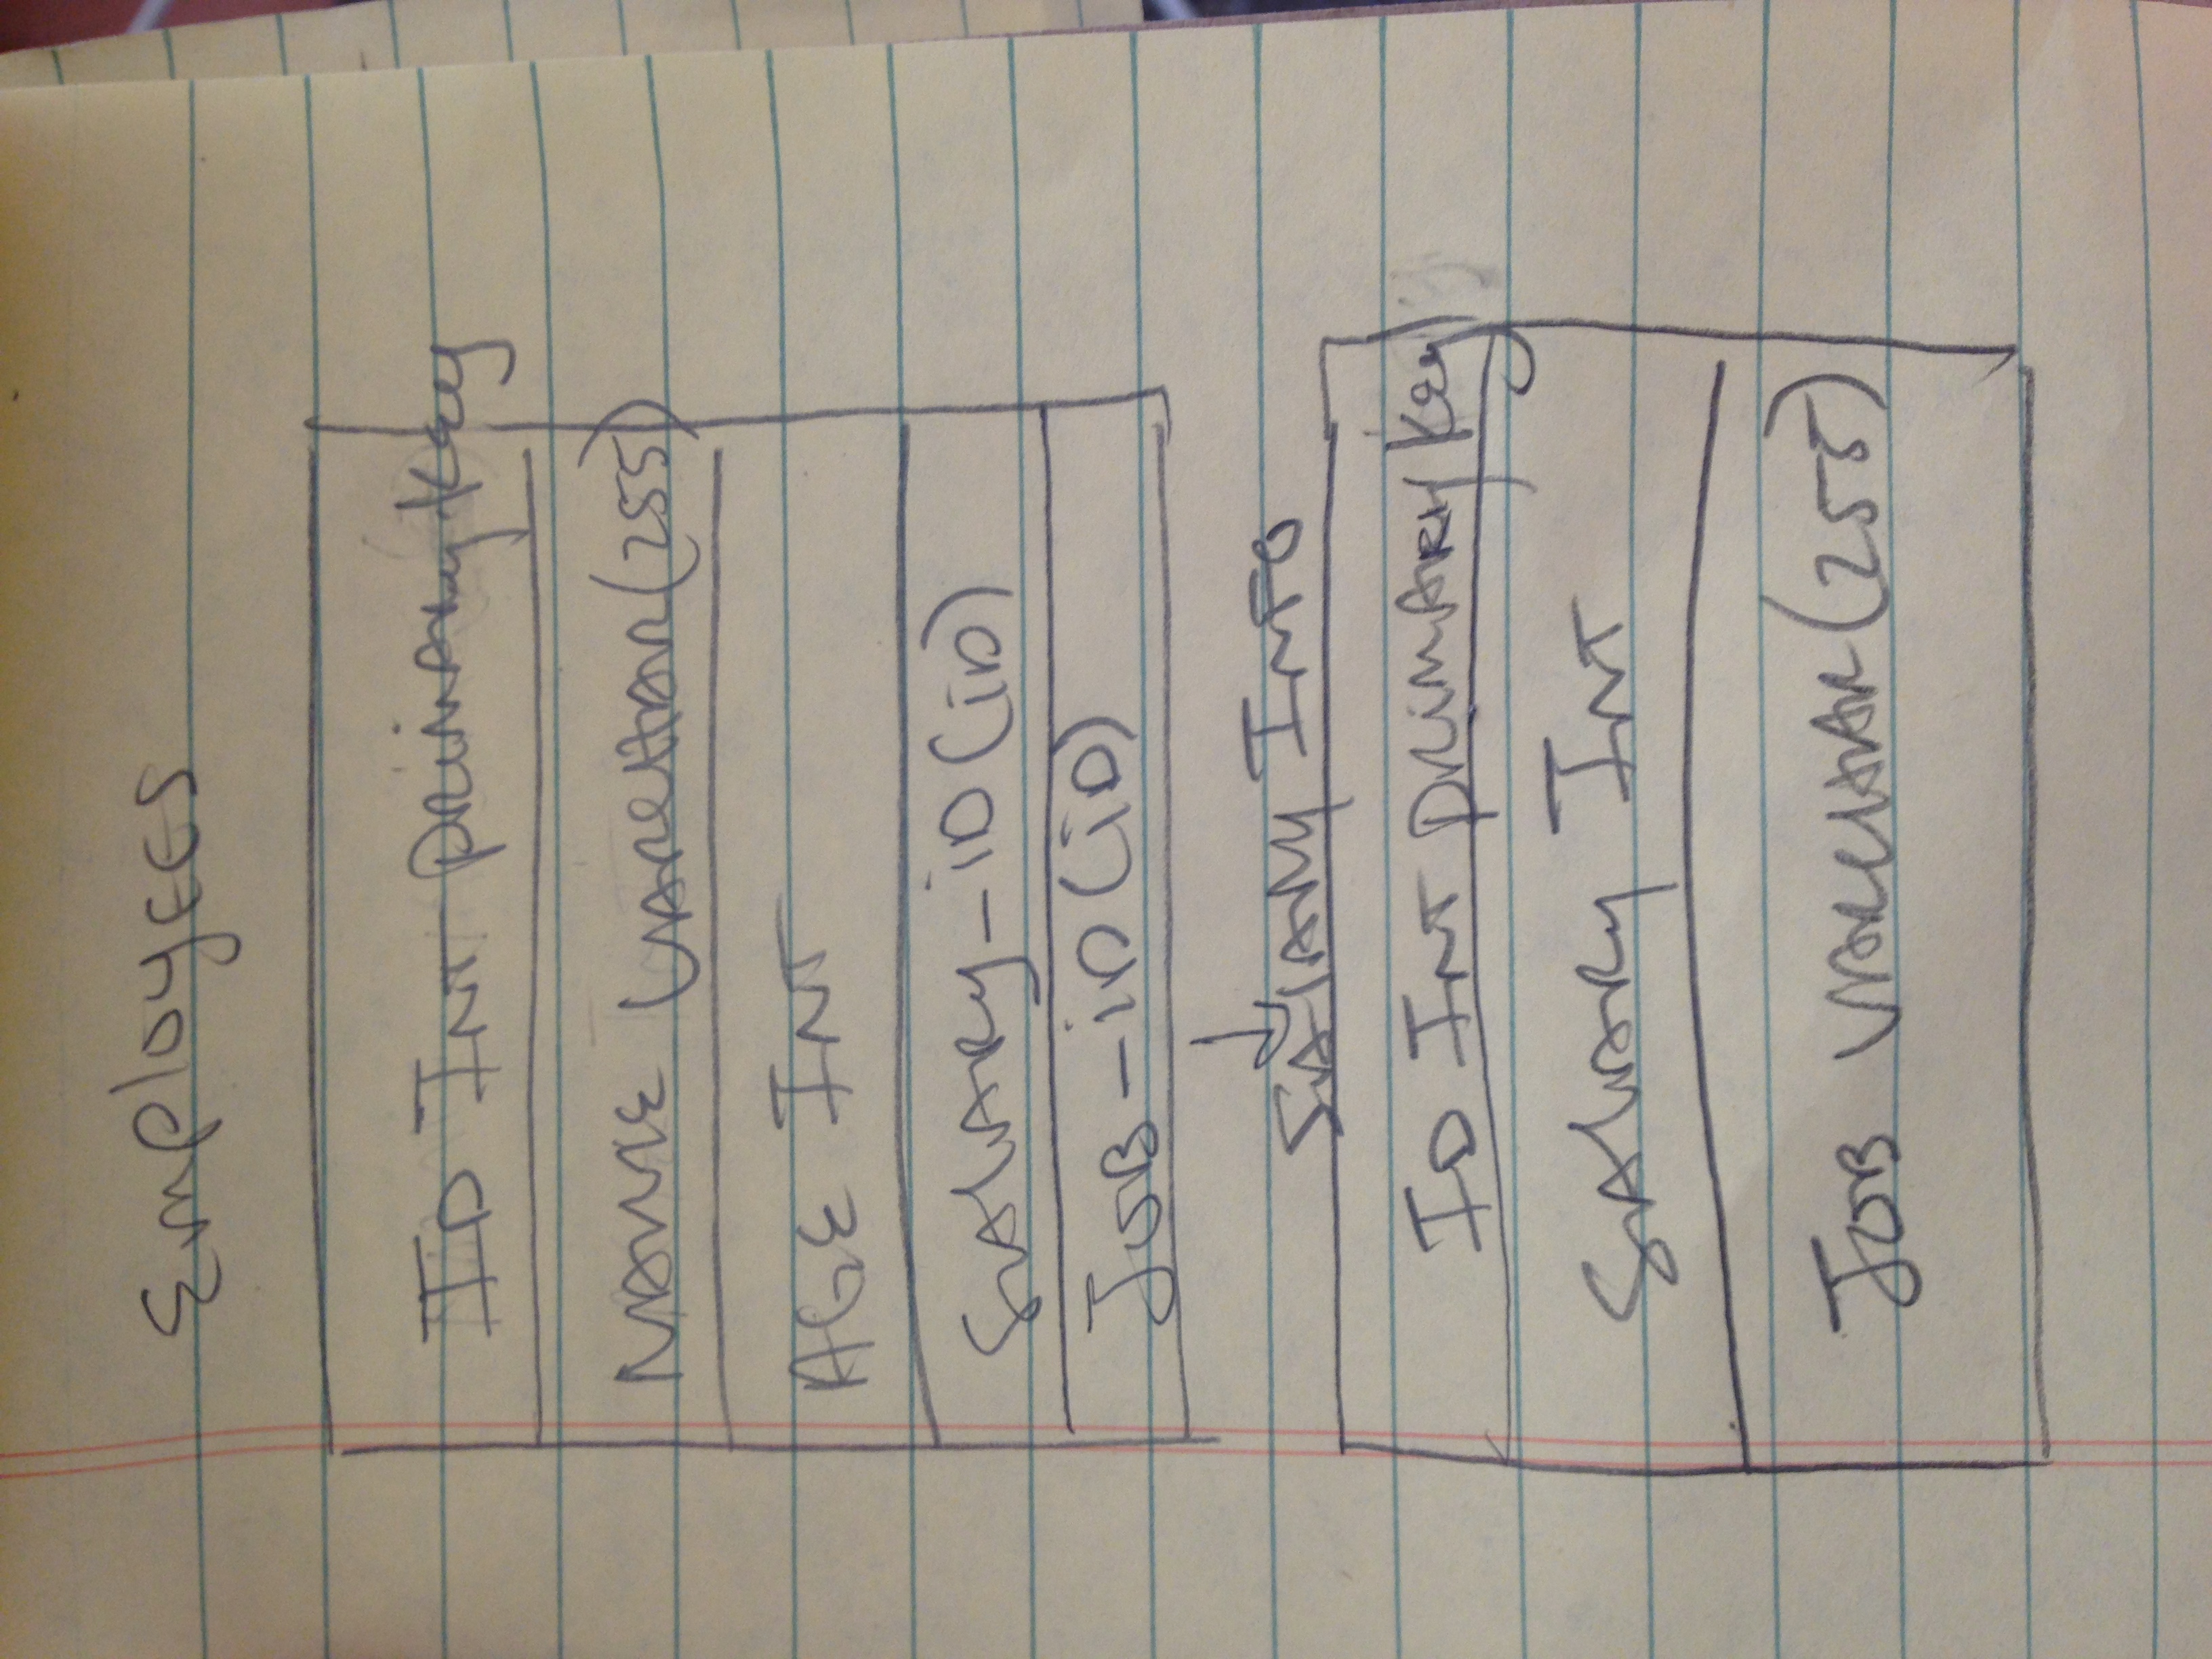 EmployEES
ID INT PRiMARy Key
NAME VARCHAR(255)
AGE INT
SALARy_iD(iD)
JOB_iD(iD)
SALARy INFO
ID INT PRiMARY Key
SALARy INT
JOB VARCHAR(255)